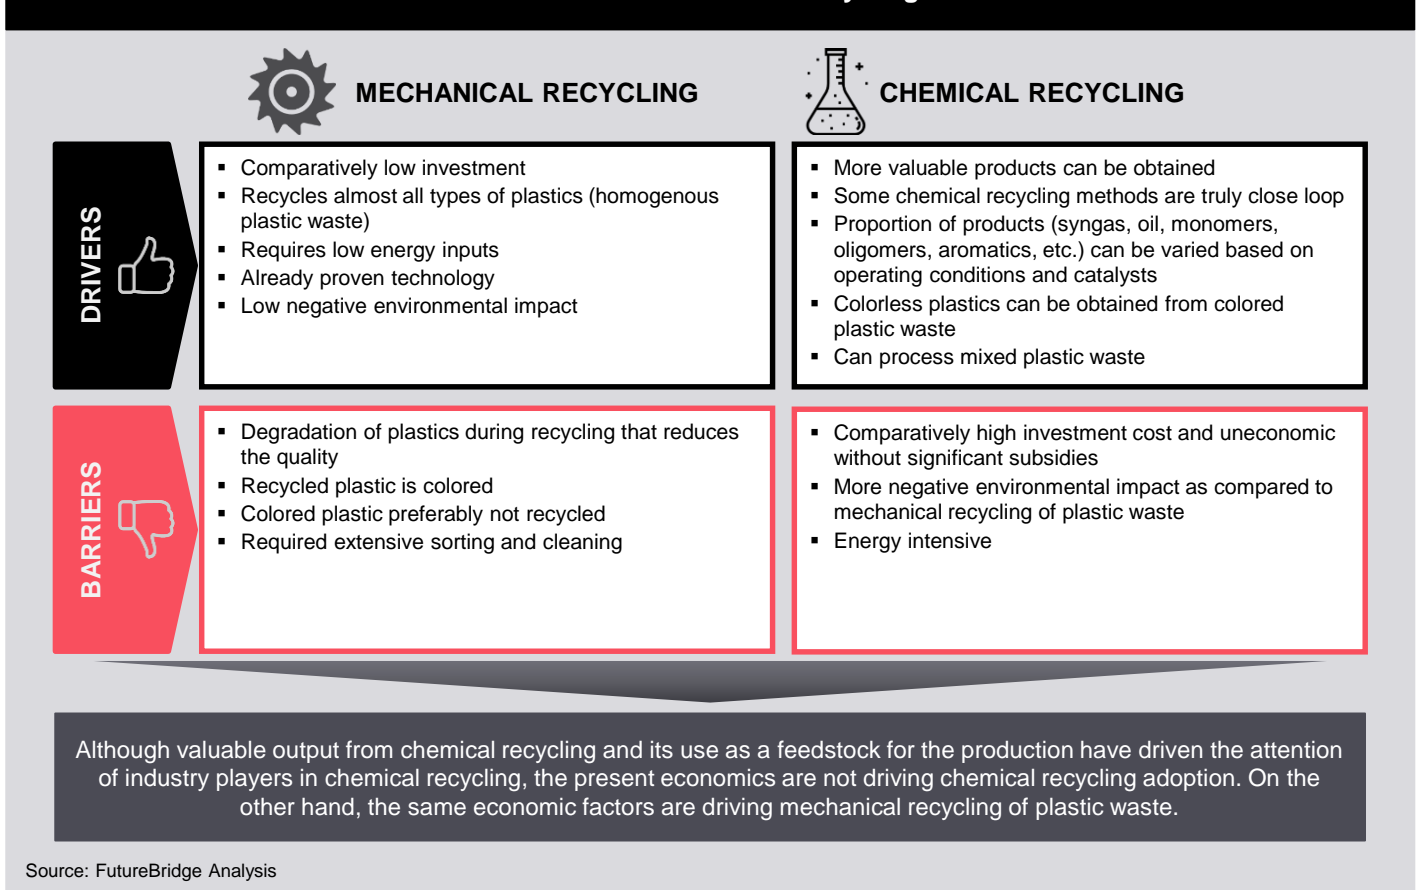 MECHANICAL RECYCLING
CHEMICAL RECYCLING
DRIVERS
▪ Comparatively low investment
▪ Recycles almost all types of plastics (homogenous
plastic waste)
▪ Requires low energy inputs
▪ Already proven technology
▪ Low negative environmental impact
▪ More valuable products can be obtained
▪ Some chemical recycling methods are truly close loop
▪ Proportion of products (syngas, oil, monomers,
oligomers, aromatics, etc.) can be varied based on
operating conditions and catalysts
▪ Colorless plastics can be obtained from colored
plastic waste
▪ Can process mixed plastic waste
BARRIERS
▪ Degradation of plastics during recycling that reduces
the quality
▪ Recycled plastic is colored
▪ Colored plastic preferably not recycled
▪ Required extensive sorting and cleaning
▪ Comparatively high investment cost and uneconomic
without significant subsidies
▪ More negative environmental impact as compared to
mechanical recycling of plastic waste
▪ Energy intensive
Although valuable output from chemical recycling and its use as a feedstock for the production have driven the attention
of industry players in chemical recycling, the present economics are not driving chemical recycling adoption. On the
other hand, the same economic factors are driving mechanical recycling of plastic waste.
Source: FutureBridge Analysis